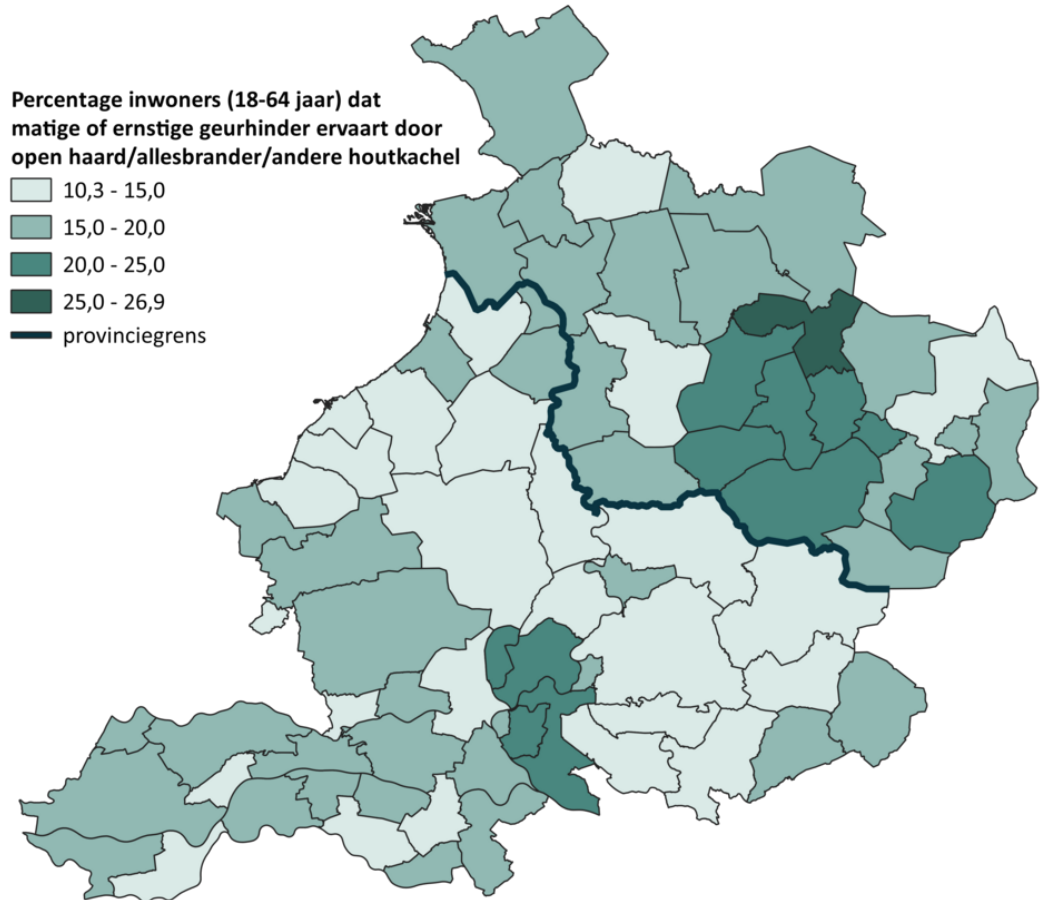 Percentage inwoners (18-64 jaar) dat
matige of ernstige geurhinder ervaart door
open haard/allesbrander/andere houtkachel
10,3 - 15,0
15,0 - 20,0
20,0 - 25,0
25,0 - 26,9
provinciegrens